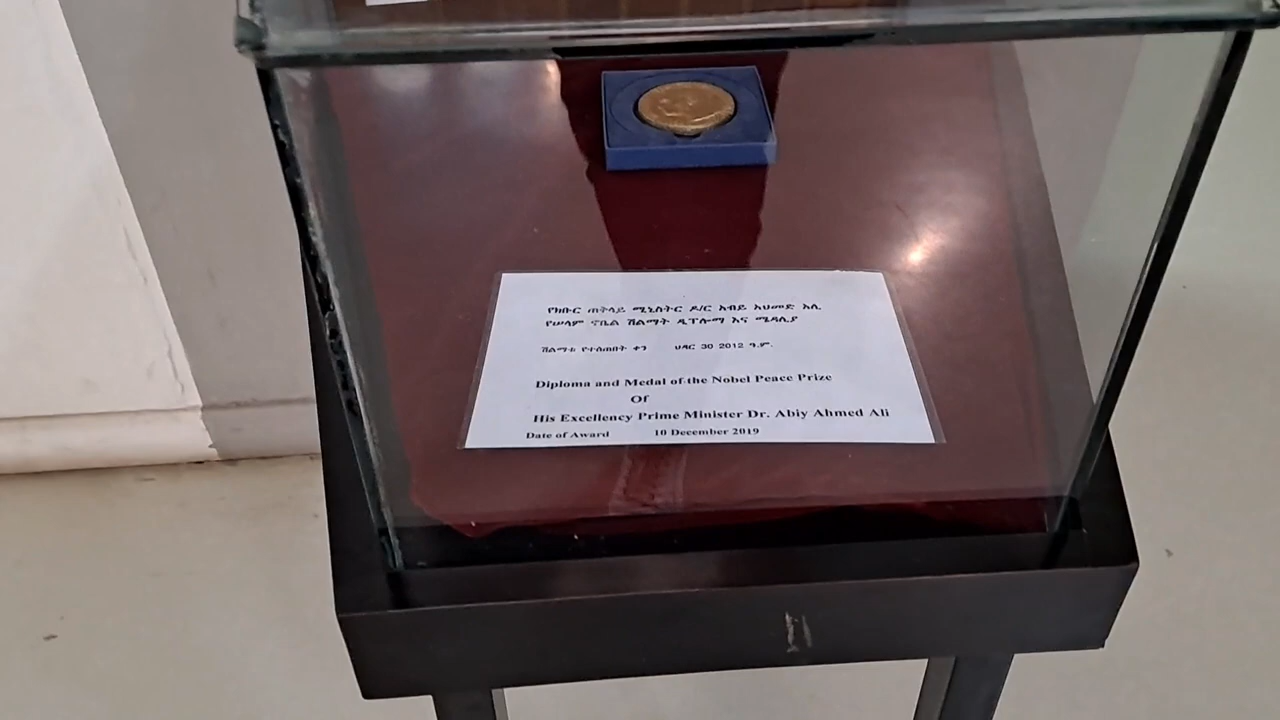 የክቡር ጠቅላይ ሚኒስትር ዶ/ር አብይ አህመድ አሊ
የሠላም ኖቤል ሽልማት ዲፕሎማ እና ሜዳሊያ
ሽልማቱ የተሰጠበት ቀን ህዳር 30 2012 ዓ.ም.
Diploma and Medal of the Nobel Peace Prize
Of
His Excellency Prime Minister Dr. Abiy Ahmed Ali
Date of Award 10 December 2019